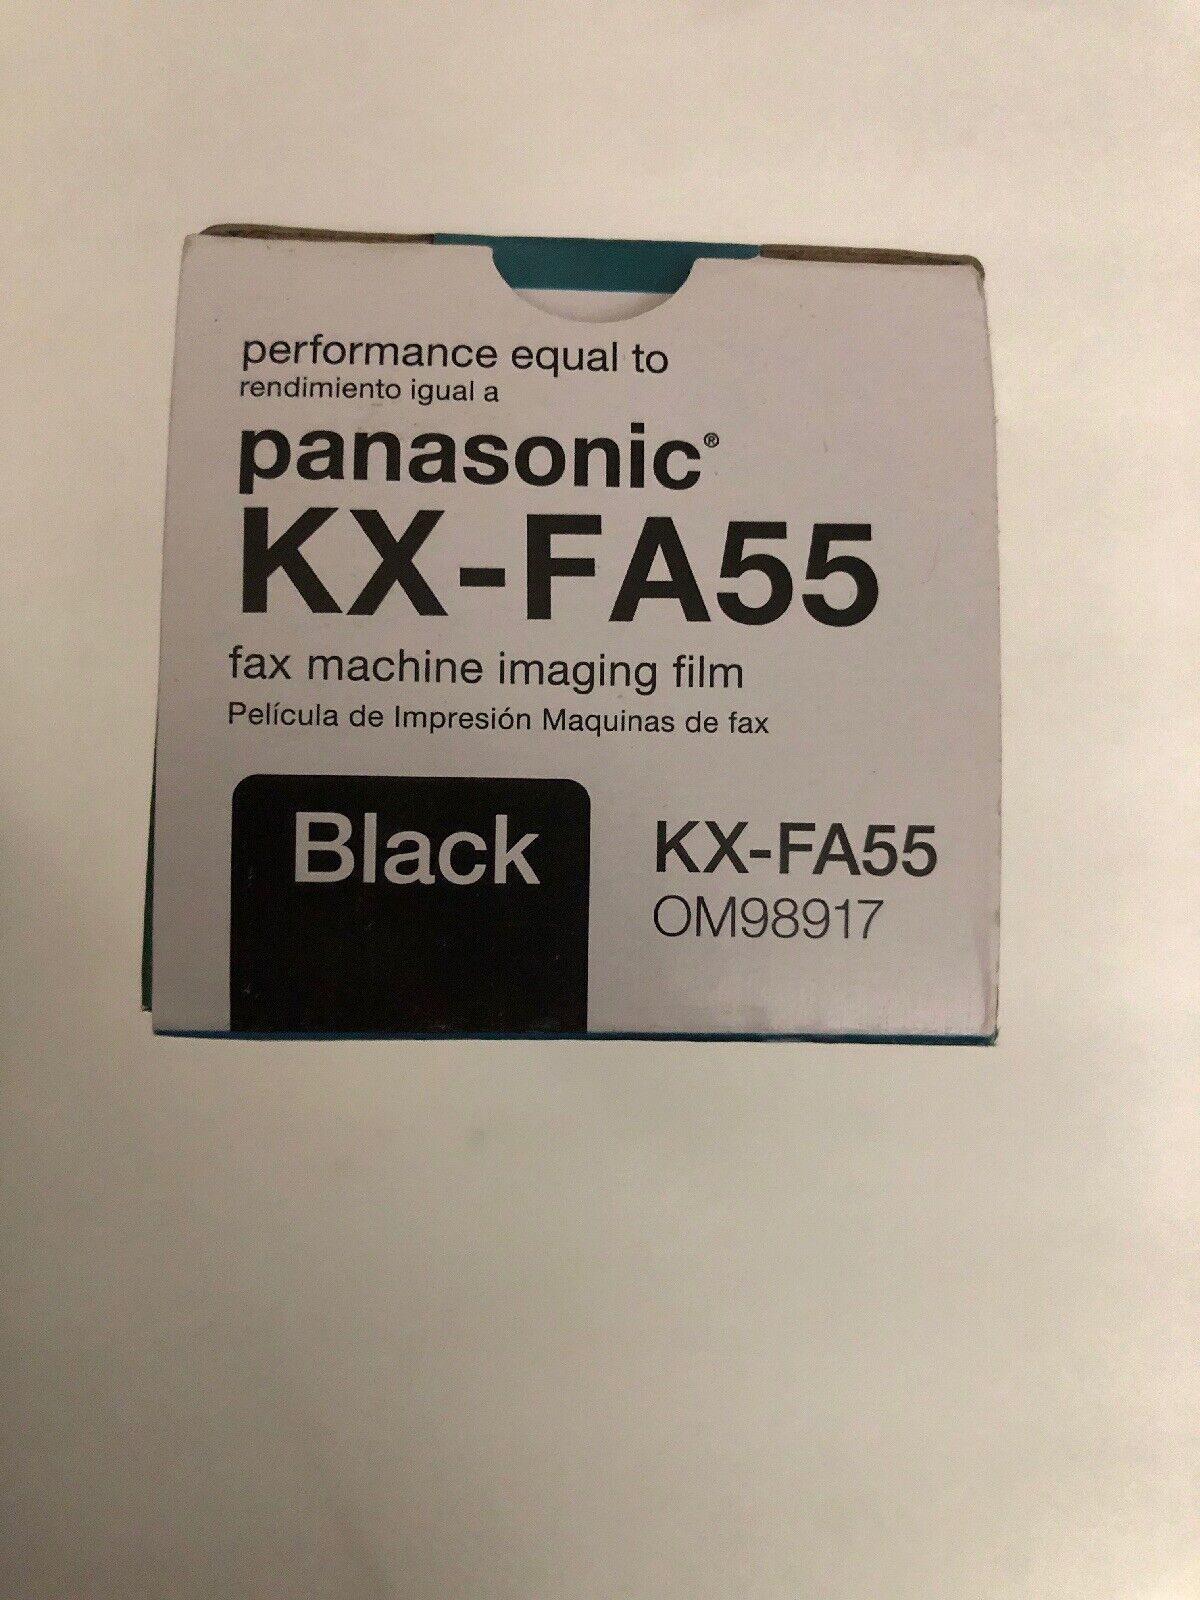 performance equal to
rendimiento igual a
panasonic®
KX-FA55
fax machine imaging film
Película de Impresión Maquinas de fax
Black
KX-FA55
OM98917